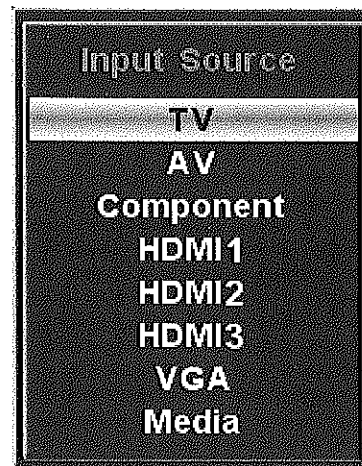 Input Source
TV
AV
Component
HDMI1
HDMI2
HDMI3
VGA
Media